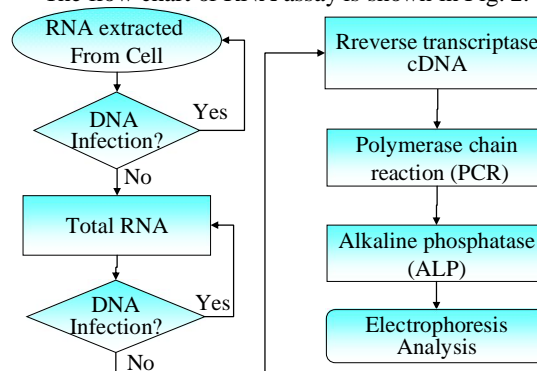 The flow chart of RNA assay is shown in Fig. 2.
RNA extracted
From Cell
Yes
DNA
Infection?
No
Total RNA
DNA
Infection?
Yes
No
Rreverse transcriptase
cDNA
Polymerase chain
reaction (PCR)
Alkaline phosphatase
(ALP)
Electrophoresis
Analysis